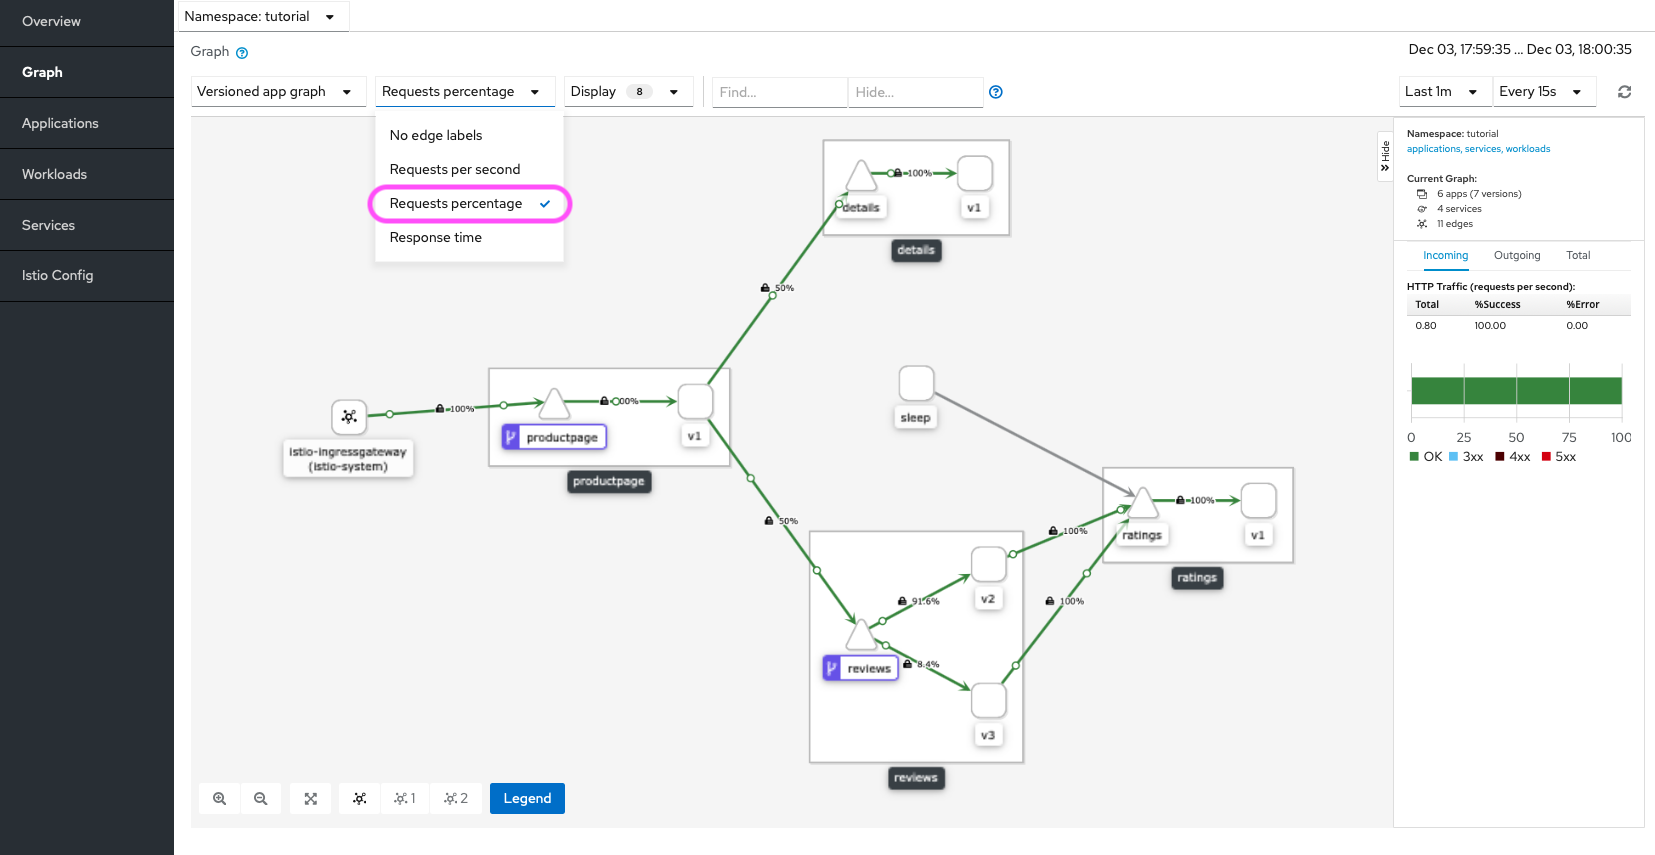 Overview
Graph
Applications
Workloads
Services
Istio Config
Namespace: tutorial
Graph
Dec 03, 17:59:35 ... Dec 03, 18:00:35
Versioned app graph
Requests percentage
Display 8
Find...
Hide...
Last 1m
Every 15s
No edge labels
Requests per second
Requests percentage
Response time
100%
details
v1
details
50%
100%
istio-ingressgateway
(istio-system)
00%
productpage
v1
productpage
sleep
50%
100%
ratings
v1
ratings
100%
100%
91.6%
v2
reviews
8.4%
v3
reviews
1
2
Legend
Hide
Namespace: tutorial
applications, services, workloads
Current Graph:
6 apps (7 versions)
4 services
11 edges
Incoming Outgoing Total
HTTP Traffic (requests per second):
Total %Success %Error
0.80 100.00 0.00
0 25 50 75 100
OK 3xx 4xx 5xx